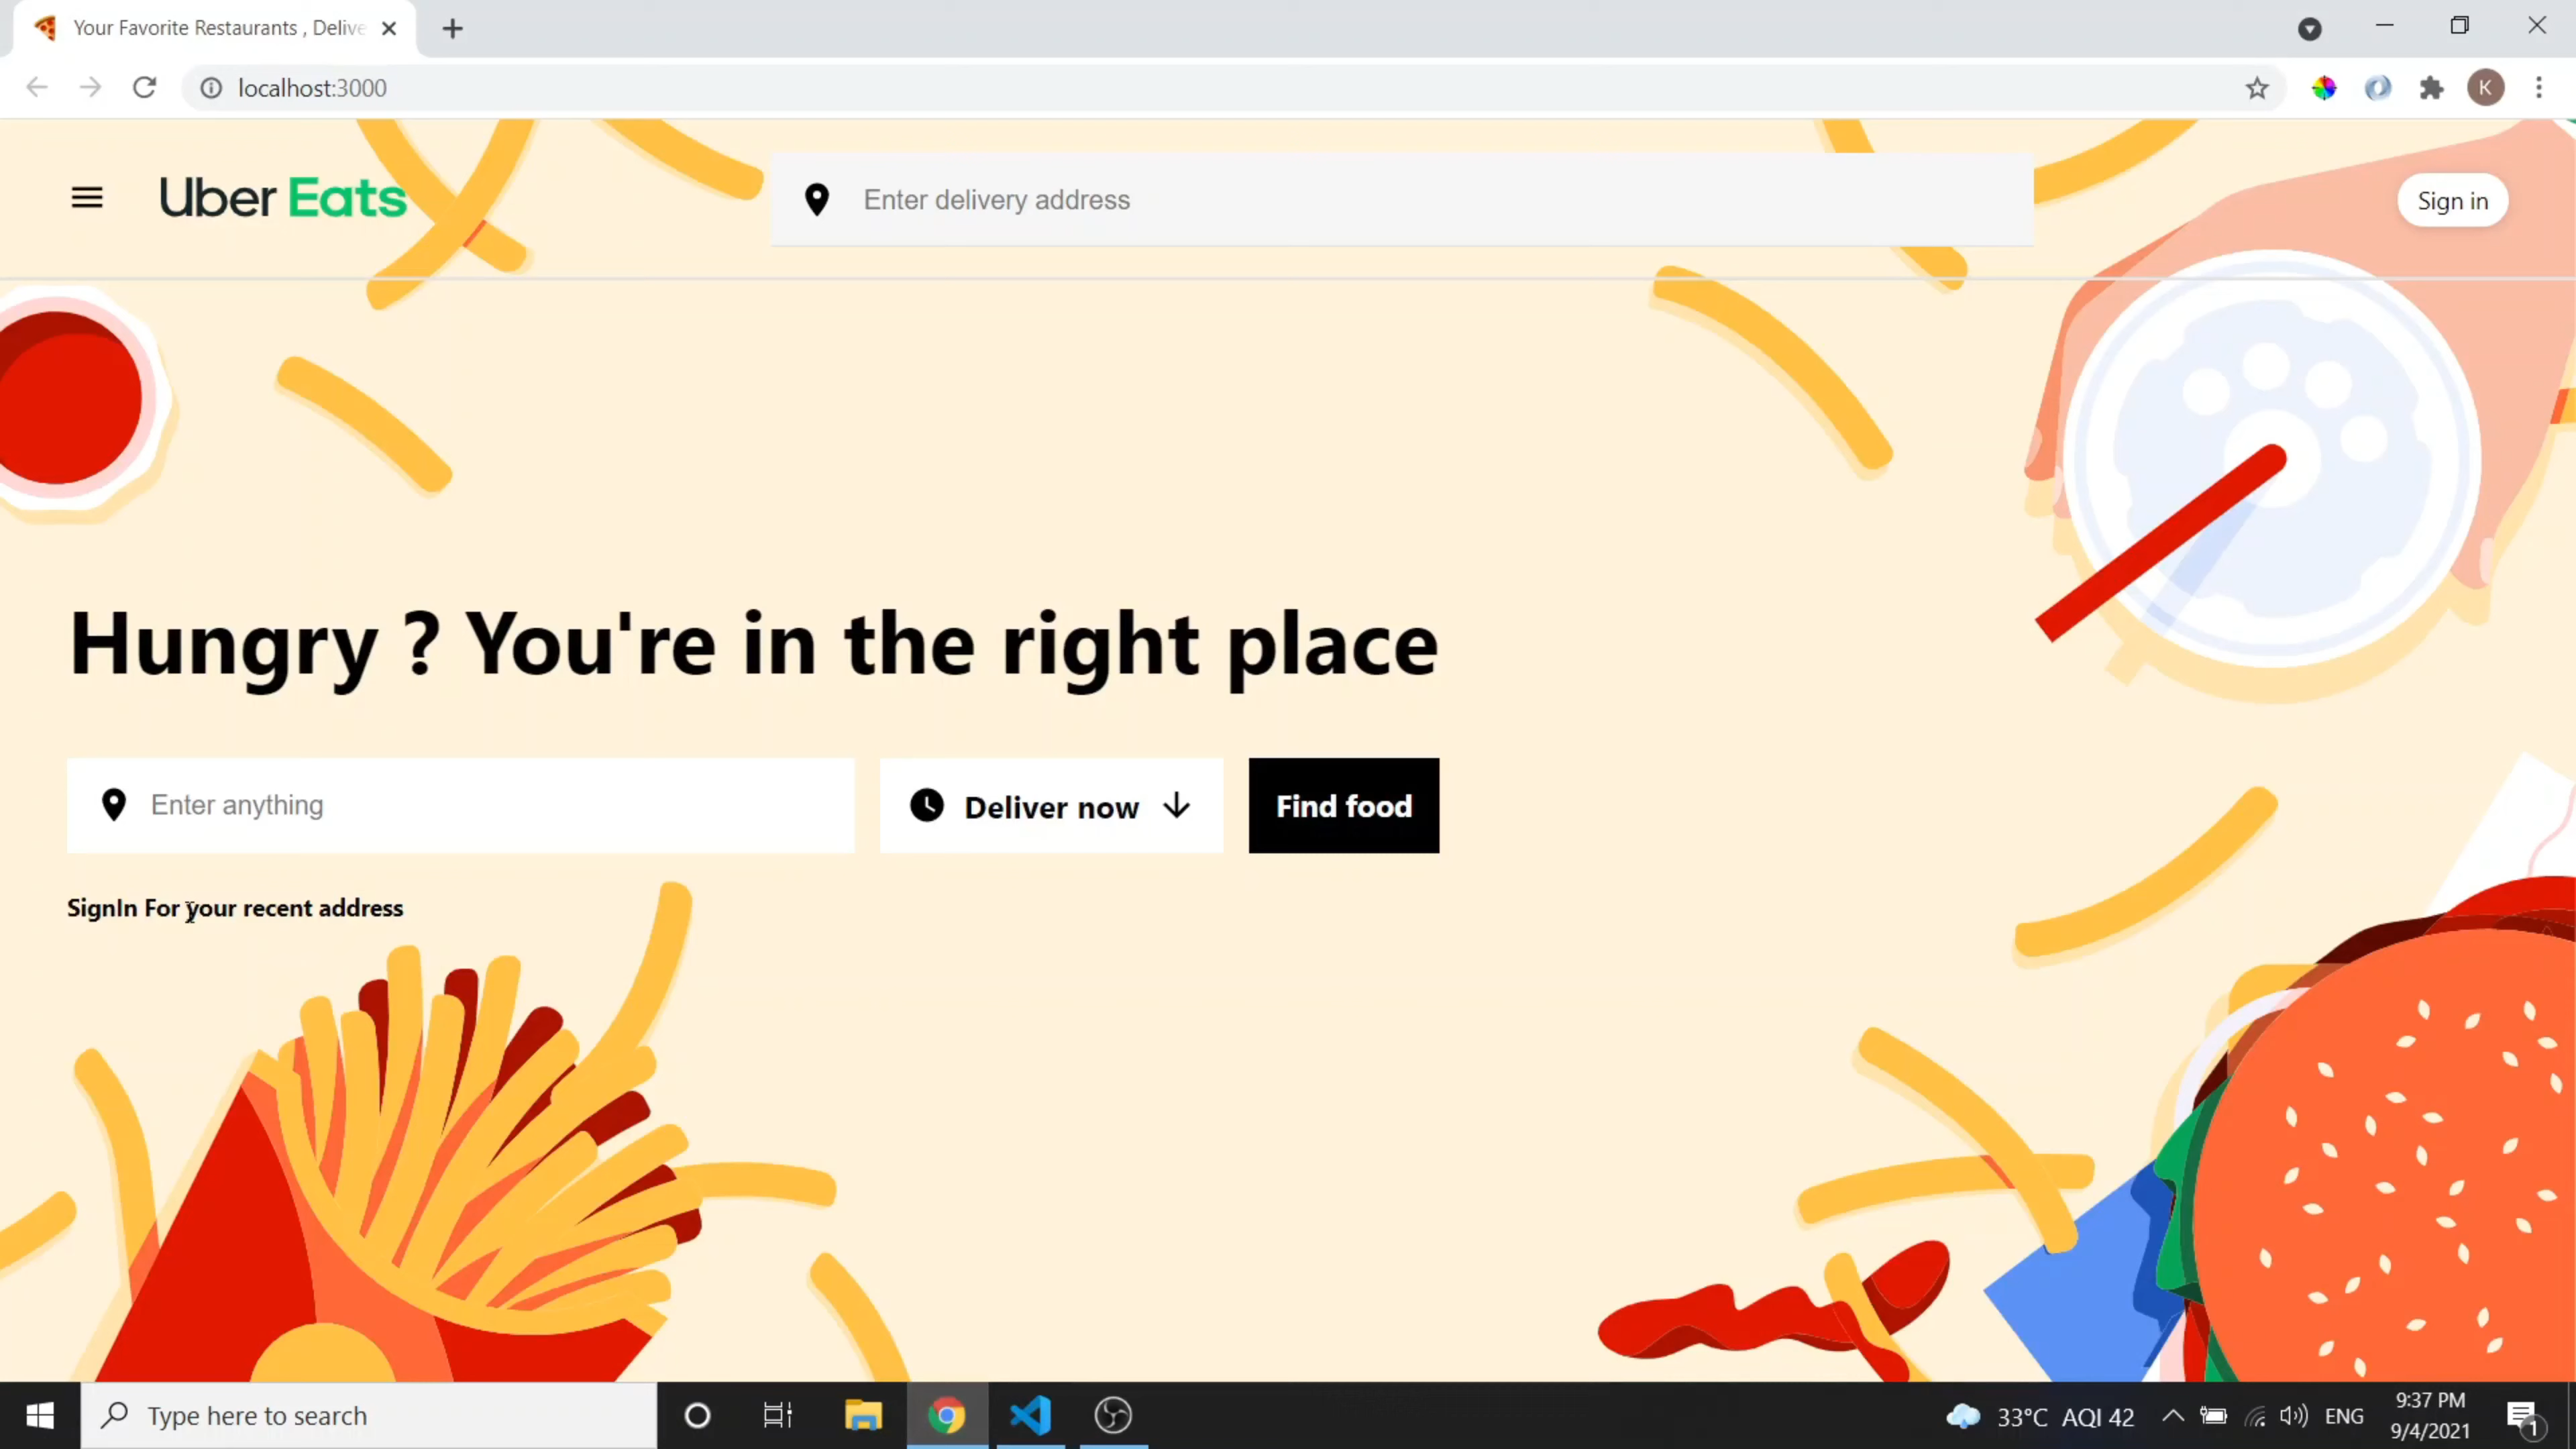 Your Favorite Restaurants , Delive
localhost:3000
K
Uber Eats
Enter delivery address
Sign in
Hungry ? You're in the right place
Enter anything
Deliver now
Find food
SignIn For your recent address
Type here to search
33°C AQI 42
ENG
9:37 PM
9/4/2021
1